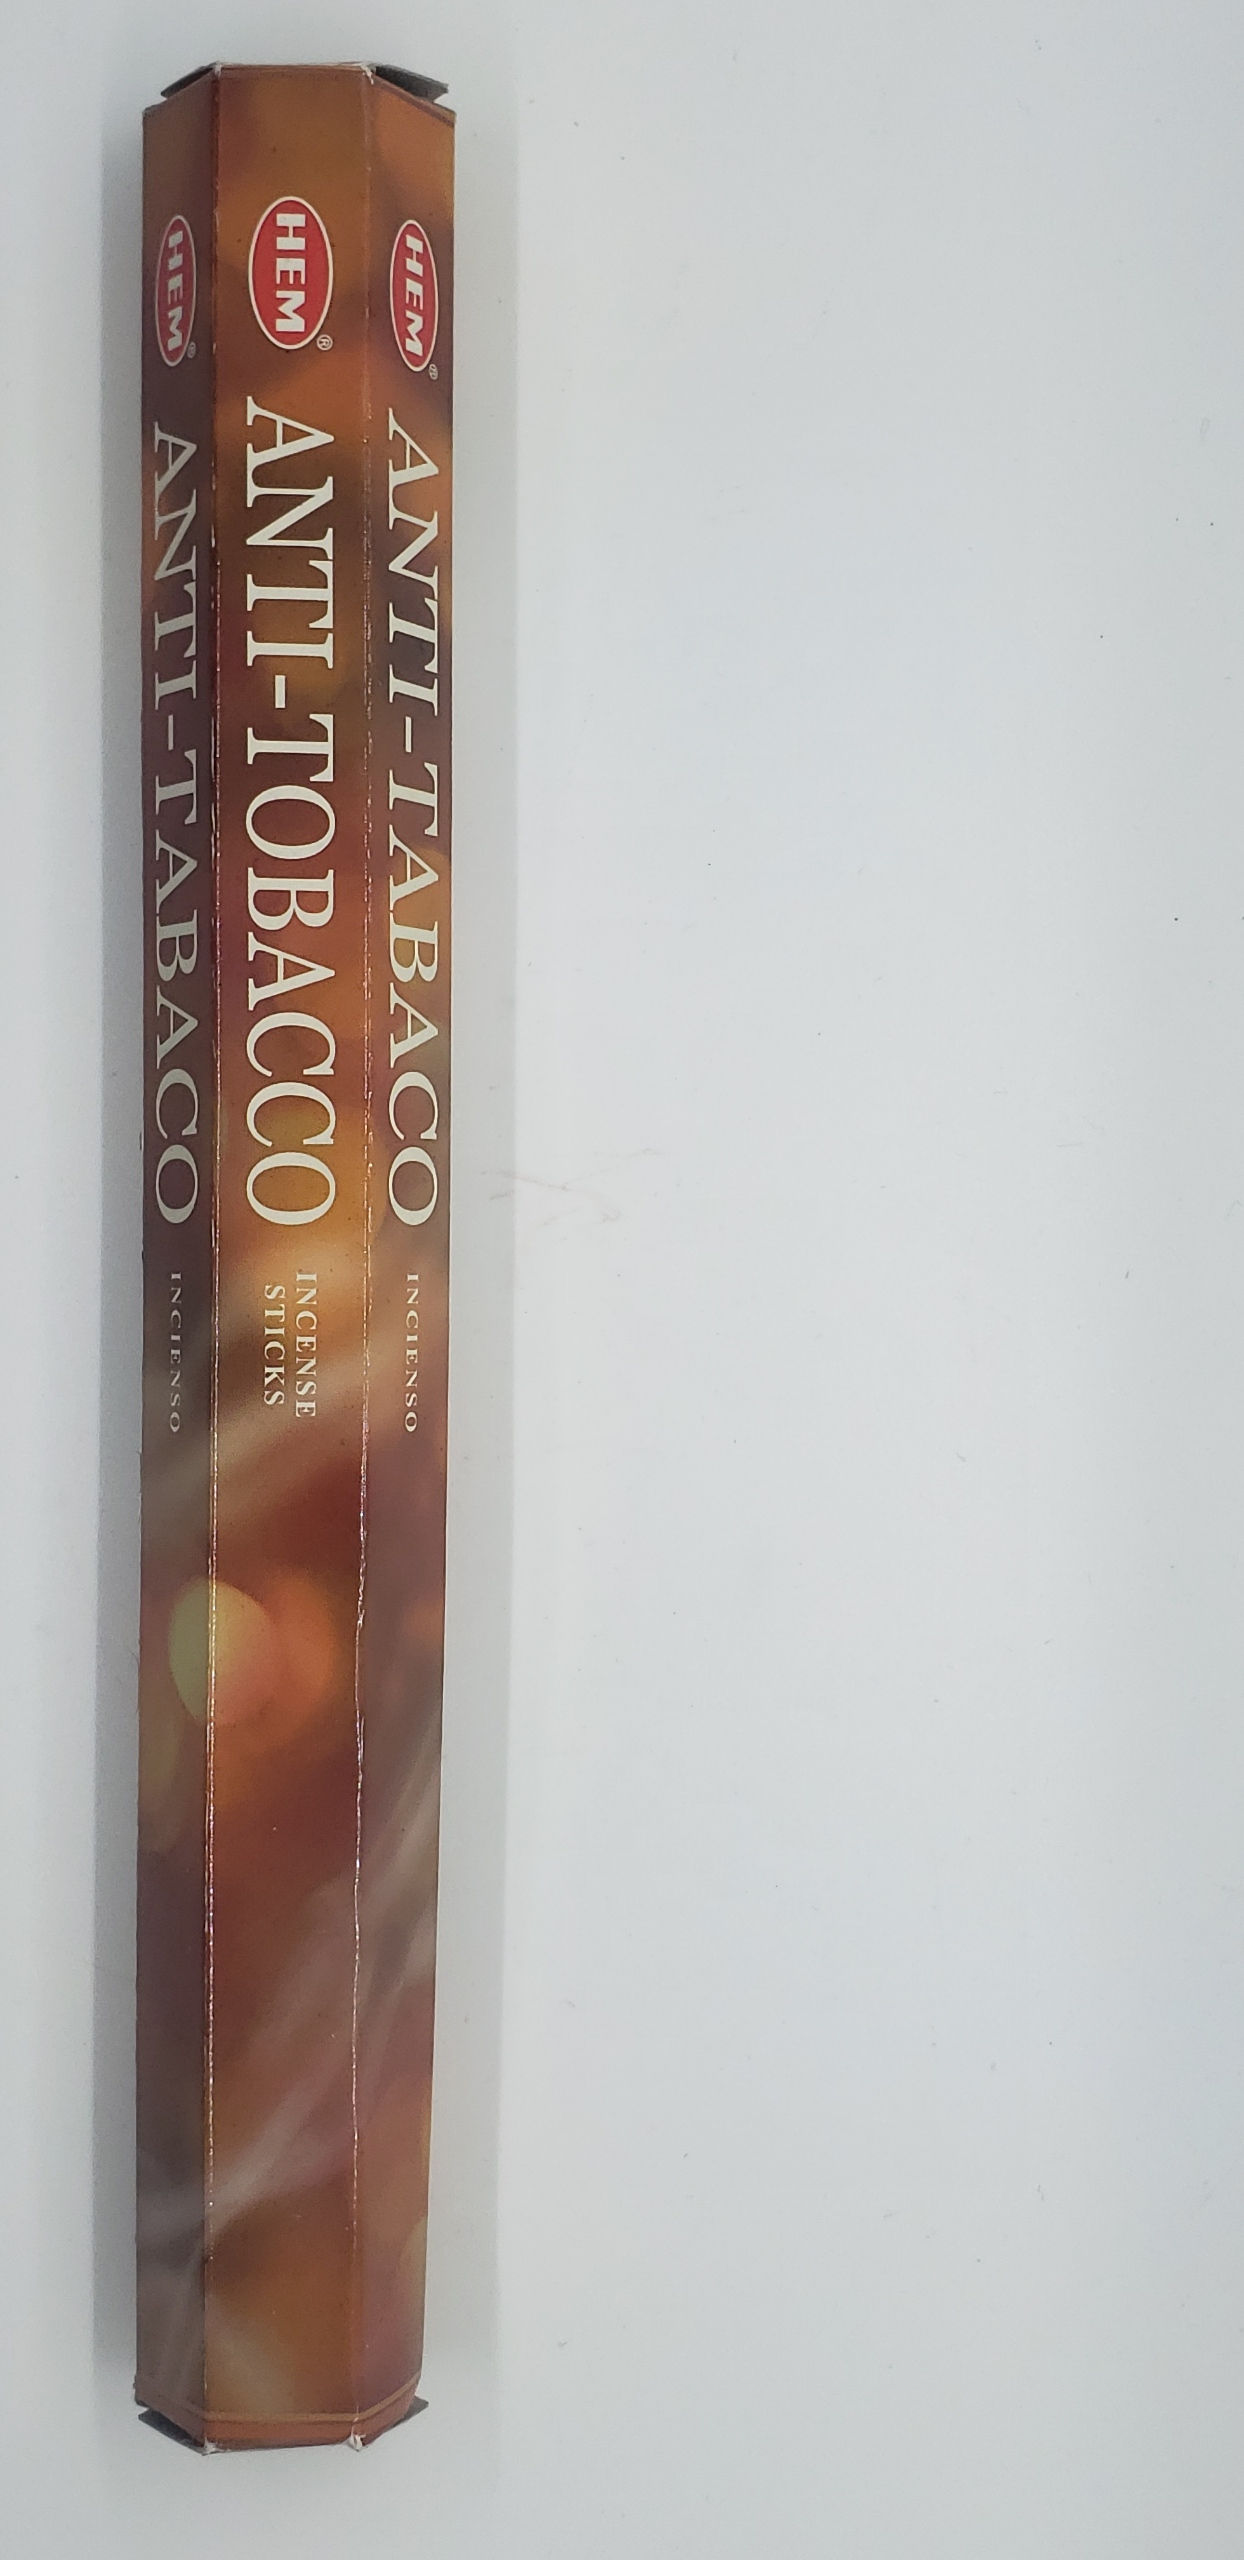 HEM®
ANTI-TABACO
INCIENSO
HEM®
ANTI-TOBACCO
INCENSE
STICKS
HEM®
ANTI-TABACO
INCIENSO